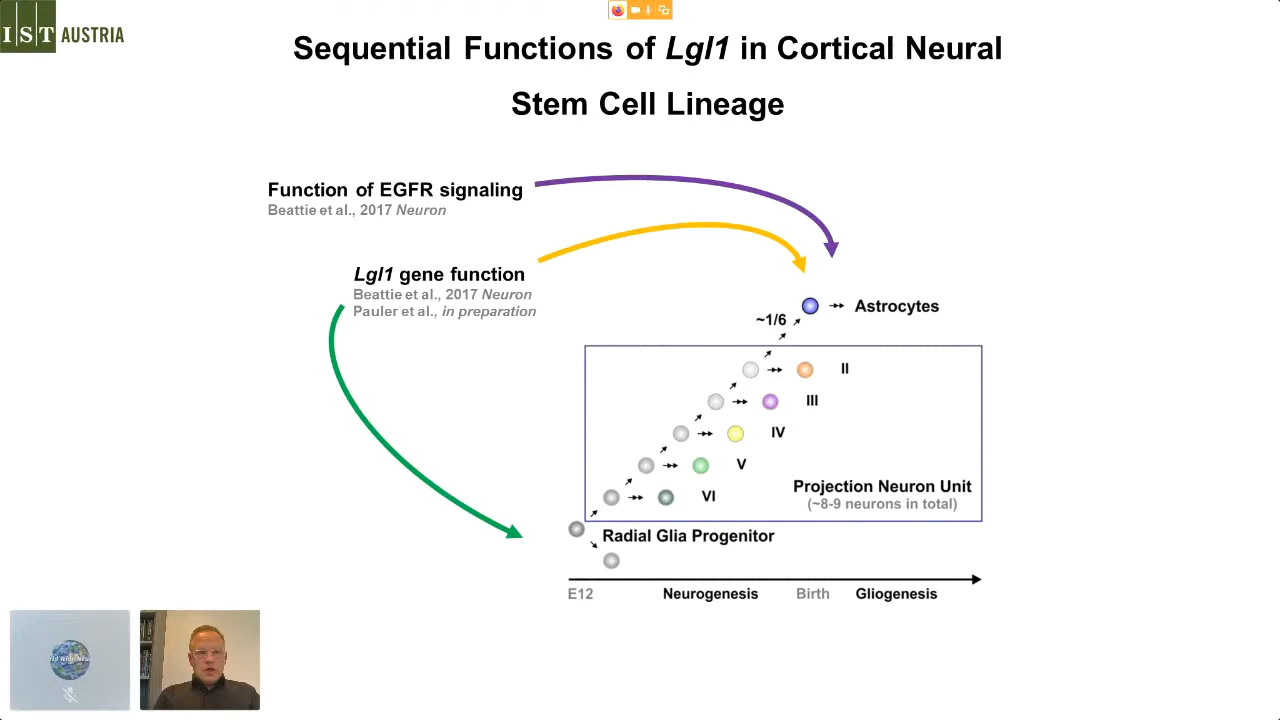 IST AUSTRIA
Sequential Functions of Lgl1 in Cortical Neural
Stem Cell Lineage
Function of EGFR signaling
Beattie et al., 2017 Neuron
Lgl1 gene function
Beattie et al., 2017 Neuron
Pauler et al., in preparation
Astrocytes
~1/6
II
III
IV
V
VI
Projection Neuron Unit
(~8-9 neurons in total)
Radial Glia Progenitor
E12 Neurogenesis Birth Gliogenesis